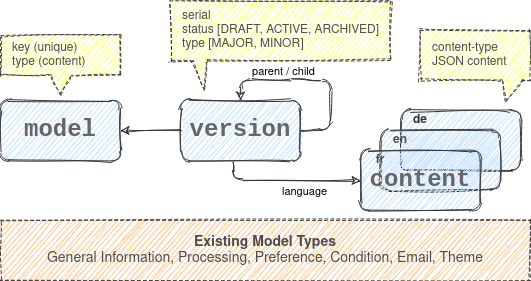 key (unique)
type (content)
serial
status [DRAFT, ACTIVE, ARCHIVED]
type [MAJOR, MINOR]
content-type
JSON content
parent / child
model
version
de
en
fr
content
language
Existing Model Types
General Information, Processing, Preference, Condition, Email, Theme